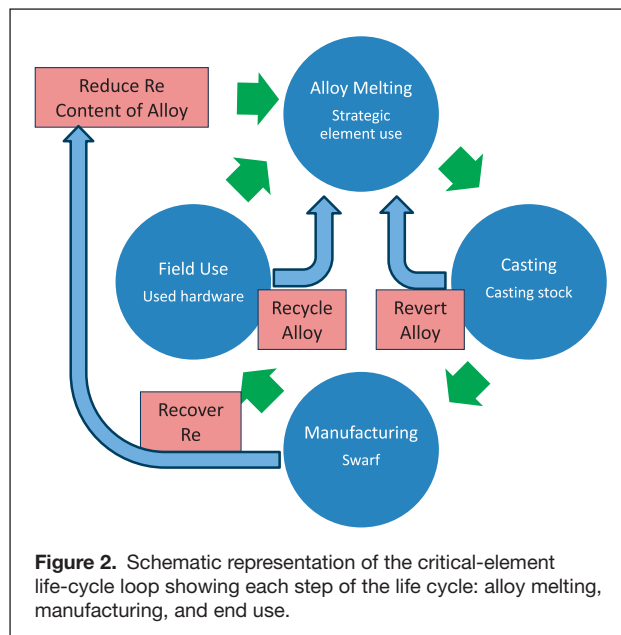 Reduce Re
Content of Alloy
Alloy Melting
Strategic
element use
Field Use
Used hardware
Casting
Casting stock
Recycle
Alloy
Revert
Alloy
Recover
Re
Manufacturing
Swarf
Figure 2. Schematic representation of the critical-element
life-cycle loop showing each step of the life cycle: alloy melting,
manufacturing, and end use.